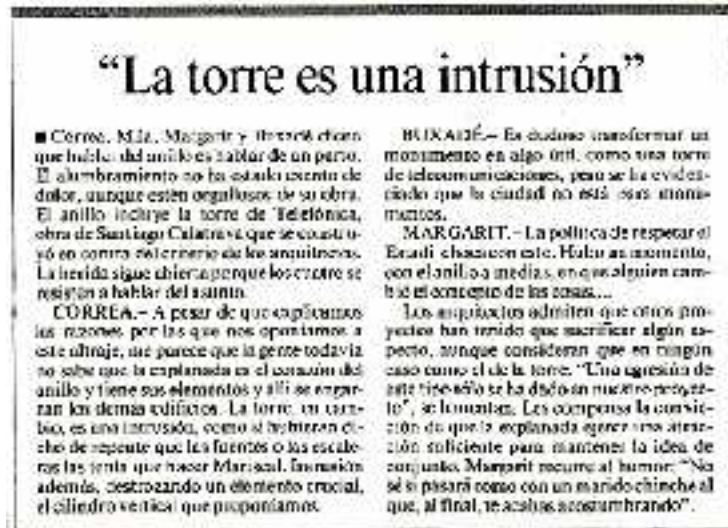 “La torre es una intrusión”
■ Correa, Milà, Margarit y Buxadé dicen
que hablar del anillo es hablar de un parto.
El alumbramiento no ha estado exento de
dolor, aunque estén orgullosos de su obra.
El anillo incluye la torre de Telefónica,
obra de Santiago Calatrava que se constru-
yó en contra del criterio de los arquitectos.
La herida sigue abierta porque los cuatro se
resisten a hablar del asunto.
CORREA.– A pesar de que explicamos
las razones por las que nos oponíamos a
este ultraje, me parece que la gente todavía
no sabe que la explanada es el corazón del
anillo y tiene sus elementos y allí se engar-
zan los demás edificios. La torre, en cam-
bio, es una intrusión, como si hubieran di-
cho de repente que las fuentes o las escale-
ras las tenía que hacer Mariscal. Intrusión
además, destrozando un elemento crucial,
el cilindro vertical que proponíamos.
BUXADÉ.– Es dudoso transformar un
monumento en algo útil, como una torre
de telecomunicaciones, pero se ha eviden-
ciado que la ciudad no está para monu-
mentos.
MARGARIT.– La política de respetar el
Estadi choca con esto. Hubo un momento,
con el anillo a medias, en que alguien cam-
bió el concepto de las cosas...
Los arquitectos admiten que otros pro-
yectos han tenido que sacrificar algún as-
pecto, aunque consideran que en ningún
caso como el de la torre. “Una agresión de
este tipo sólo se ha dado en nuestro proyec-
to”, se lamentan. Les compensa la convic-
ción de que la explanada ejerce una atrac-
ción suficiente para mantener la idea de
conjunto. Margarit recurre al humor: “No
sé si pasará como con un marido chinche al
que, al final, te acabas acostumbrando”.